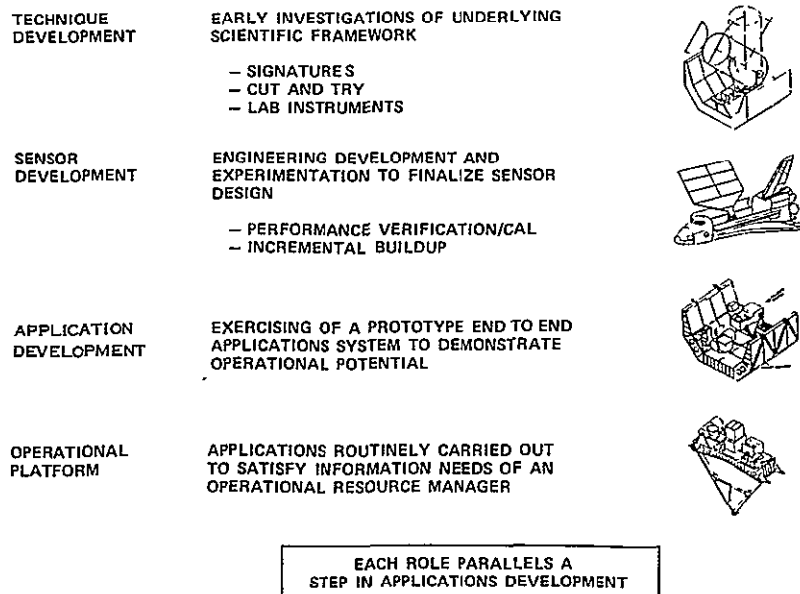 TECHNIQUE
DEVELOPMENT
EARLY INVESTIGATIONS OF UNDERLYING
SCIENTIFIC FRAMEWORK
– SIGNATURES
– CUT AND TRY
– LAB INSTRUMENTS
SENSOR
DEVELOPMENT
ENGINEERING DEVELOPMENT AND
EXPERIMENTATION TO FINALIZE SENSOR
DESIGN
– PERFORMANCE VERIFICATION/CAL
– INCREMENTAL BUILDUP
APPLICATION
DEVELOPMENT
EXERCISING OF A PROTOTYPE END TO END
APPLICATIONS SYSTEM TO DEMONSTRATE
OPERATIONAL POTENTIAL
OPERATIONAL
PLATFORM
APPLICATIONS ROUTINELY CARRIED OUT
TO SATISFY INFORMATION NEEDS OF AN
OPERATIONAL RESOURCE MANAGER
EACH ROLE PARALLELS A
STEP IN APPLICATIONS DEVELOPMENT